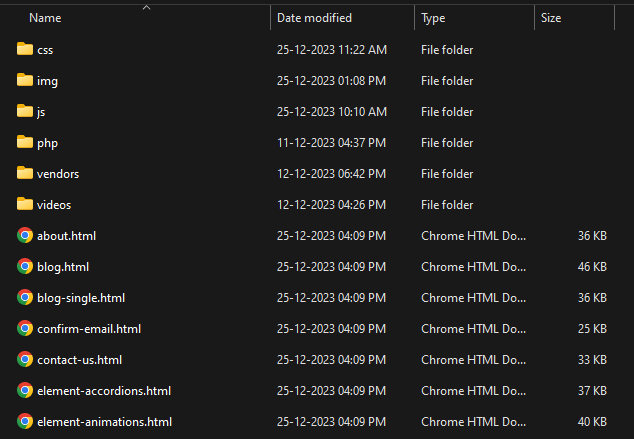 Name Date modified Type Size
css 25-12-2023 11:22 AM File folder
img 25-12-2023 01:08 PM File folder
js 25-12-2023 10:10 AM File folder
php 11-12-2023 04:37 PM File folder
vendors 12-12-2023 06:42 PM File folder
videos 12-12-2023 04:26 PM File folder
about.html 25-12-2023 04:09 PM Chrome HTML Do... 36 KB
blog.html 25-12-2023 04:09 PM Chrome HTML Do... 46 KB
blog-single.html 25-12-2023 04:09 PM Chrome HTML Do... 36 KB
confirm-email.html 25-12-2023 04:09 PM Chrome HTML Do... 25 KB
contact-us.html 25-12-2023 04:09 PM Chrome HTML Do... 33 KB
element-accordions.html 25-12-2023 04:09 PM Chrome HTML Do... 37 KB
element-animations.html 25-12-2023 04:09 PM Chrome HTML Do... 40 KB